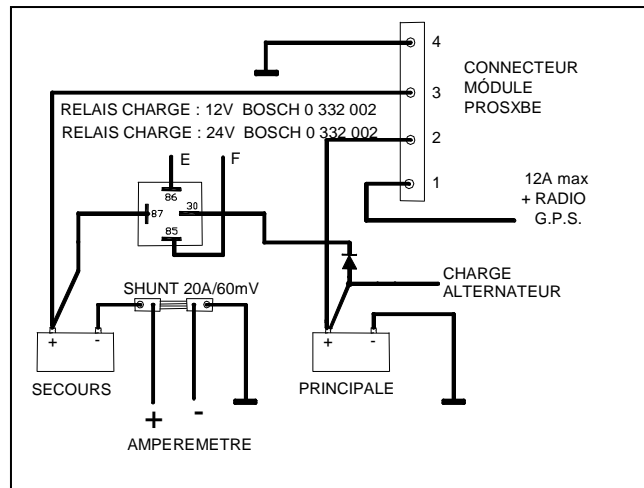 4
CONNECTEUR
MÓDULE
PROSXBE
3
RELAIS CHARGE : 12V BOSCH 0 332 002
RELAIS CHARGE : 24V BOSCH 0 332 002
2
E
F
1
12A max
+ RADIO
G.P.S.
86
87
30
85
CHARGE
ALTERNATEUR
SHUNT 20A/60mV
+ -
+ -
SECOURS
PRINCIPALE
+ -
AMPEREMETRE